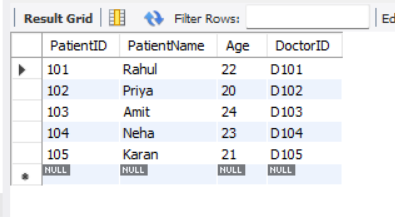 Result Grid Filter Rows: Ed
PatientID PatientName Age DoctorID
101 Rahul 22 D101
102 Priya 20 D102
103 Amit 24 D103
104 Neha 23 D104
105 Karan 21 D105
NULL NULL NULL NULL